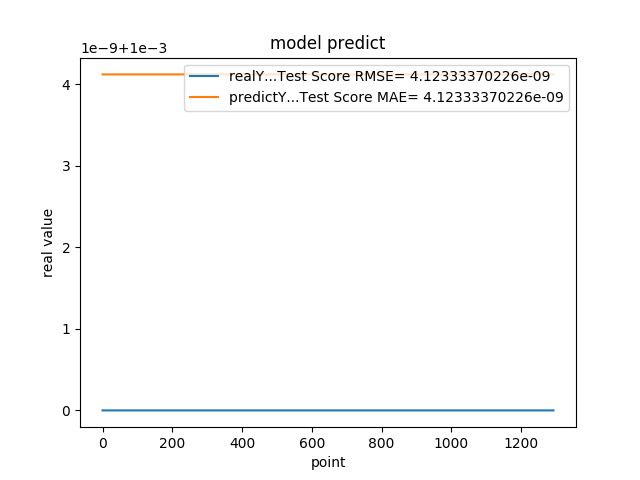 model predict
1e−9+1e−3
realY...Test Score RMSE= 4.12333370226e-09
predictY...Test Score MAE= 4.12333370226e-09
4
3
2
1
0
real value
0 200 400 600 800 1000 1200
point